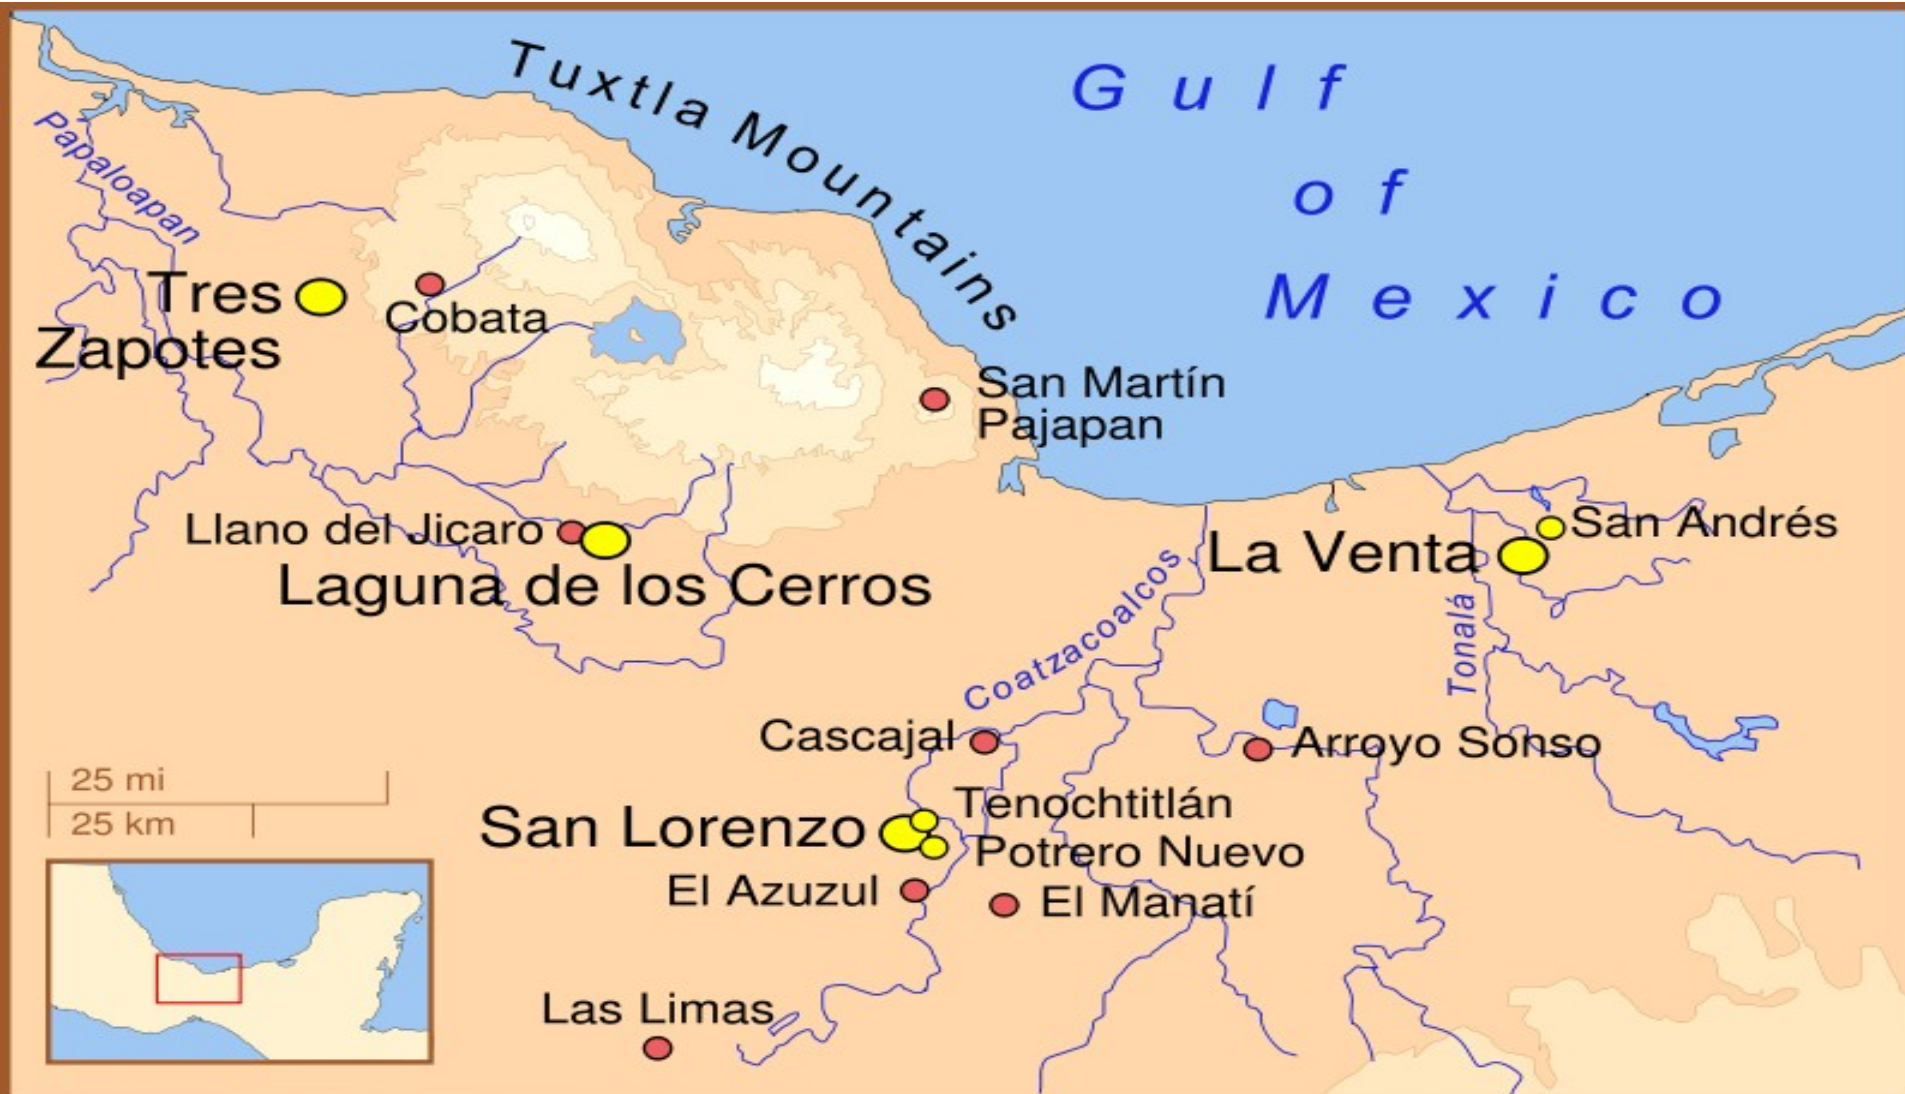 Tuxtla Mountains
Gulf
of
Mexico
Papaloapan
Tres
Zapotes
Cobata
San Martín
Pajapan
Llano del Jicaro
Laguna de los Cerros
La Venta
San Andrés
Coatzacoalcos
Tonalá
Cascajal
Arroyo Sonso
25 mi
25 km
San Lorenzo
Tenochtitlán
Potrero Nuevo
El Azuzul
El Manatí
Las Limas